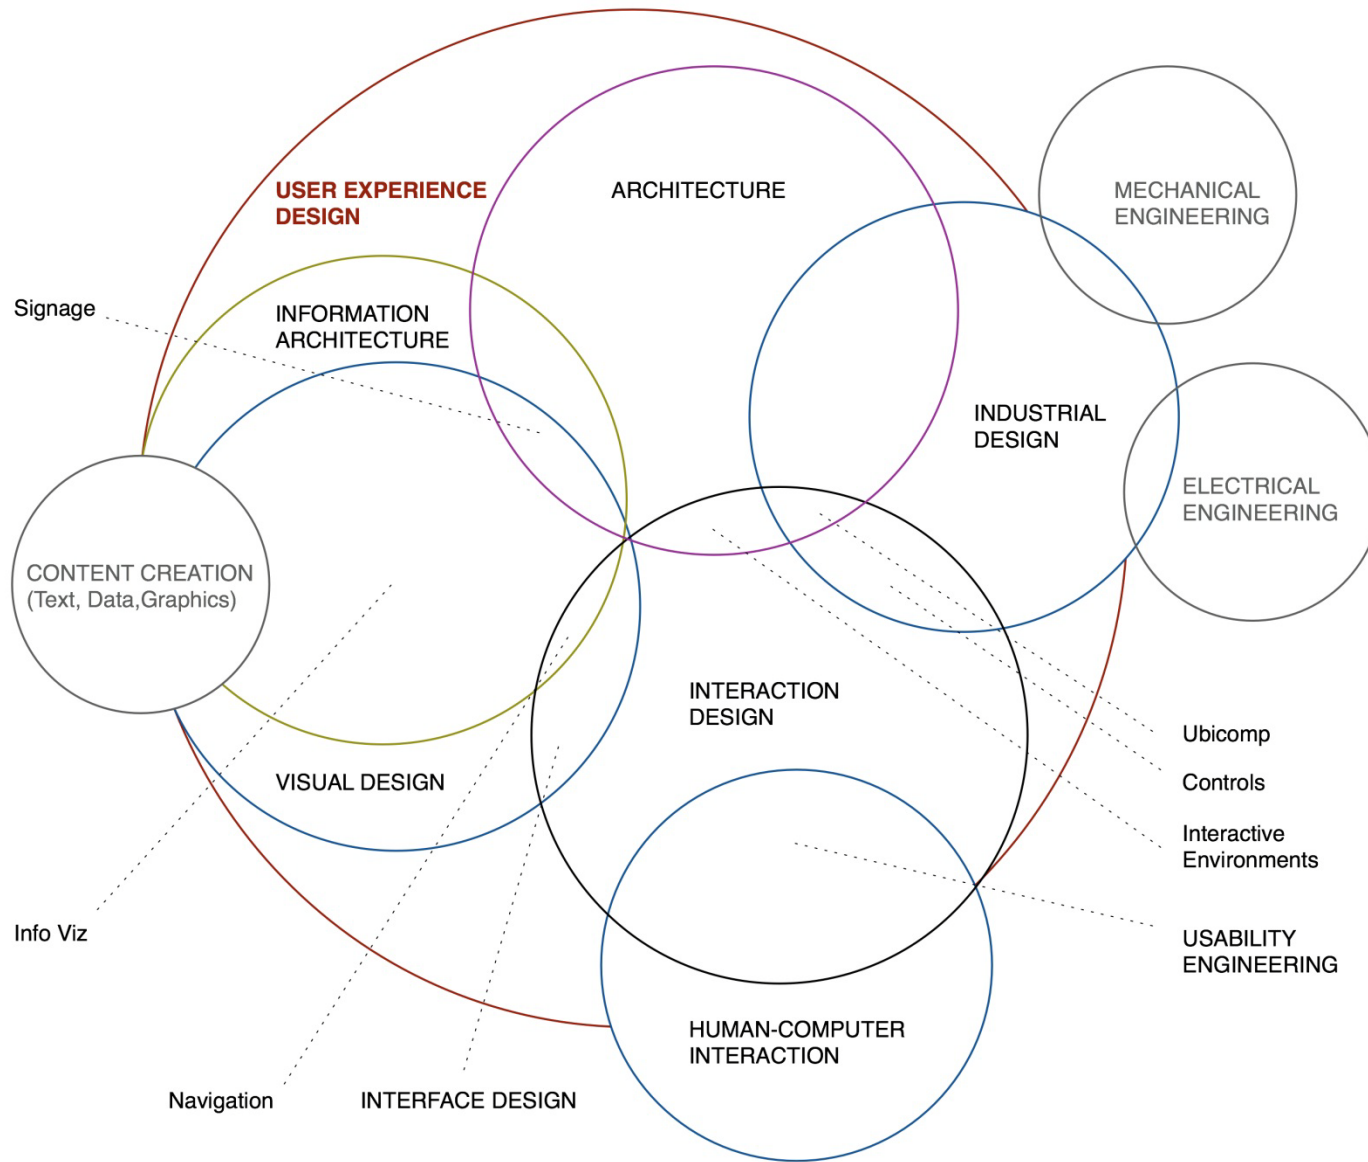 USER EXPERIENCE
DESIGN
ARCHITECTURE
MECHANICAL
ENGINEERING
Signage
INFORMATION
ARCHITECTURE
INDUSTRIAL
DESIGN
ELECTRICAL
ENGINEERING
CONTENT CREATION
(Text, Data,Graphics)
INTERACTION
DESIGN
VISUAL DESIGN
Ubicomp
Controls
Interactive
Environments
Info Viz
USABILITY
ENGINEERING
HUMAN-COMPUTER
INTERACTION
Navigation
INTERFACE DESIGN